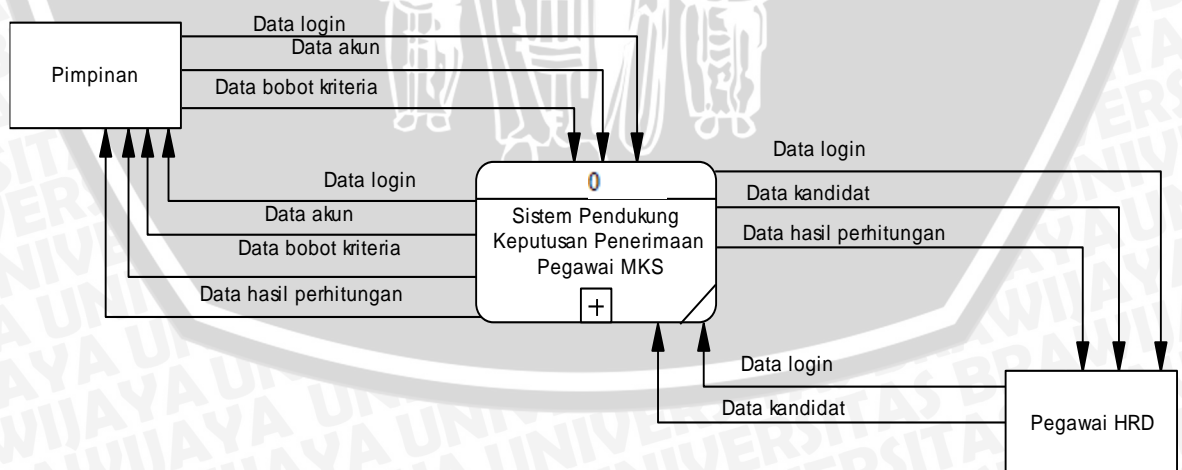 Data login
Data akun
Pimpinan
Data bobot kriteria
Data login
Data login
0
Data akun
Data kandidat
Sistem Pendukung
Keputusan Penerimaan
Pegawai MKS
Data bobot kriteria
Data hasil perhitungan
Data hasil perhitungan
+
Data login
Data kandidat
Pegawai HRD